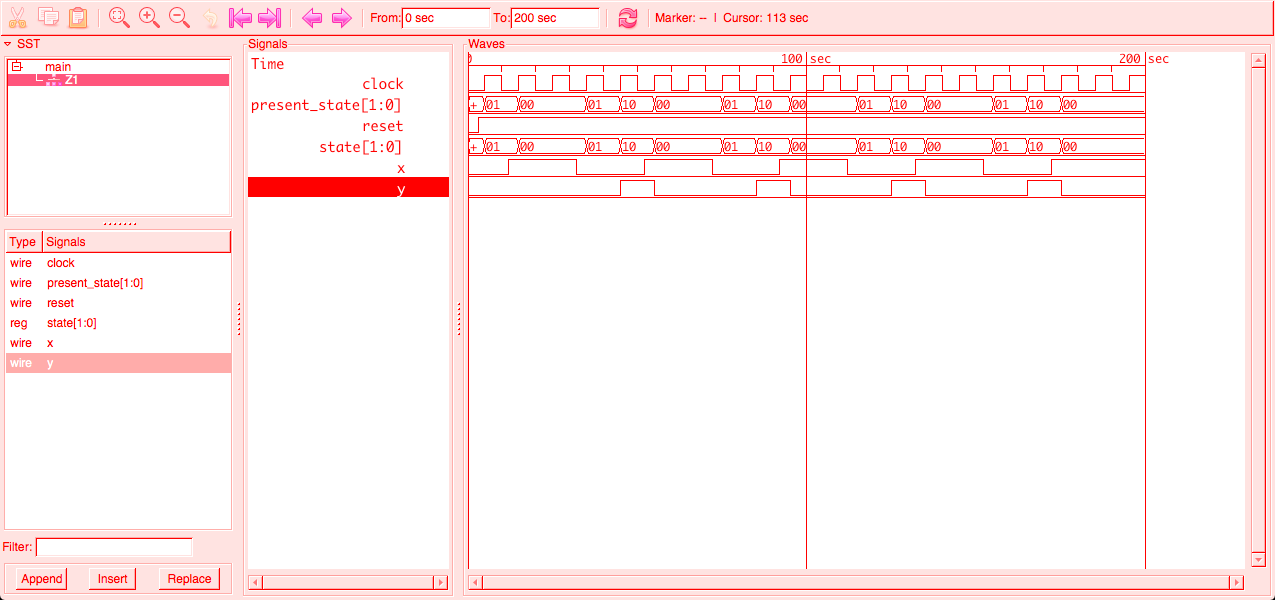 From: 0 sec To: 200 sec Marker: -- | Cursor: 113 sec
SST
main
Z1
Type Signals
wire clock
wire present_state[1:0]
wire reset
reg state[1:0]
wire x
wire y
Filter:
Append Insert Replace
Signals
Time
clock
present_state[1:0]
reset
state[1:0]
x
y
Waves
0 100 sec 200 sec
+ 01 00 01 10 00 01 10 00 01 10 00 01 10 00
+ 01 00 01 10 00 01 10 00 01 10 00 01 10 00